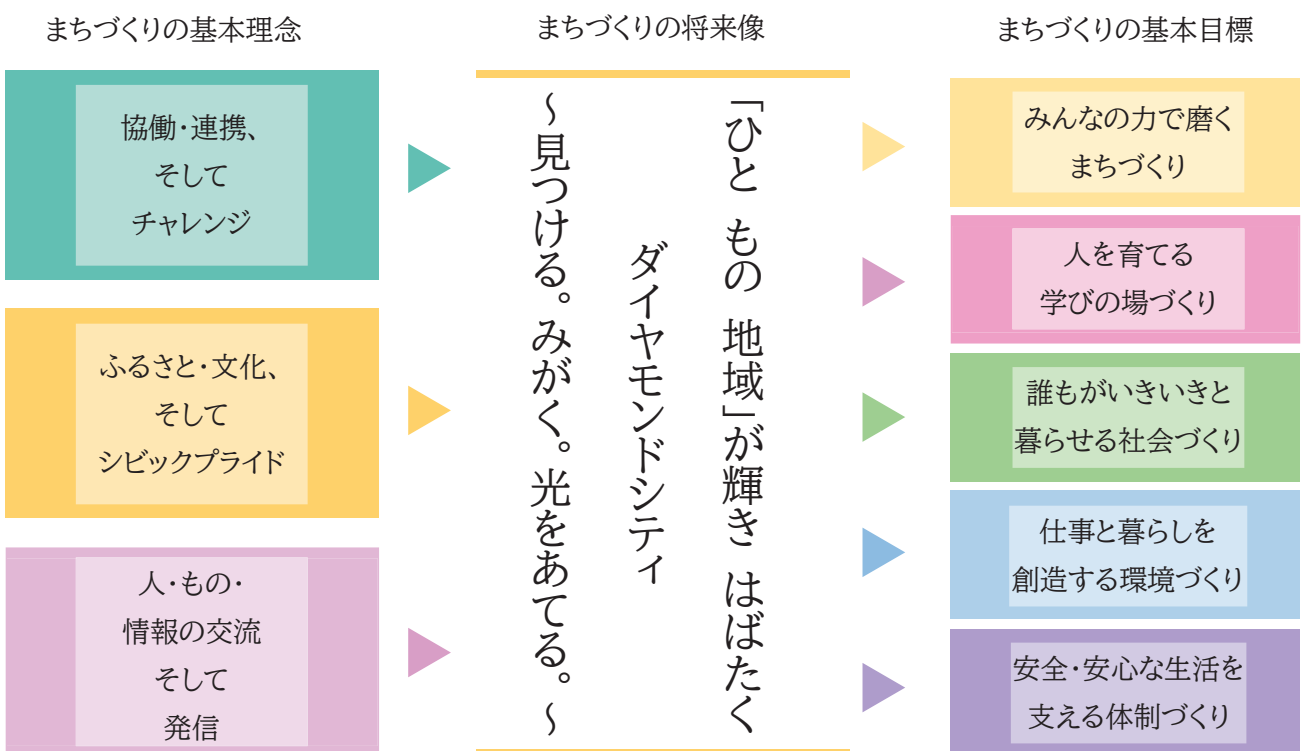 まちづくりの基本理念
協働・連携、
そして
チャレンジ
ふるさと・文化、
そして
シビックプライド
人・もの・
情報の交流
そして
発信
まちづくりの将来像
「ひと もの 地域」が輝き はばたく
ダイヤモンドシティ
～見つける。みがく。光をあてる。～
まちづくりの基本目標
みんなの力で磨く
まちづくり
人を育てる
学びの場づくり
誰もがいきいきと
暮らせる社会づくり
仕事と暮らしを
創造する環境づくり
安全・安心な生活を
支える体制づくり